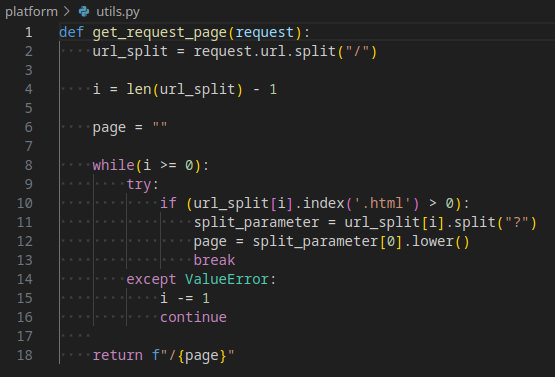 platform > utils.py
1 def get_request_page(request):
2     url_split = request.url.split("/")
3
4     i = len(url_split) - 1
5
6     page = ""
7
8     while(i >= 0):
9         try:
10             if (url_split[i].index('.html') > 0):
11                 split_parameter = url_split[i].split("?")
12                 page = split_parameter[0].lower()
13                 break
14         except ValueError:
15             i -= 1
16             continue
17
18     return f"/{page}"